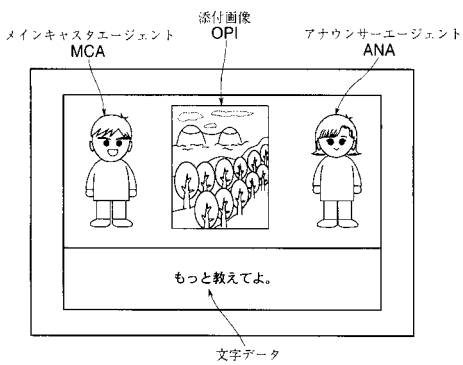 添付画像
OPI
メインキャスタエージェント
MCA
アナウンサーエージェント
ANA
もっと教えてよ。
文字データ